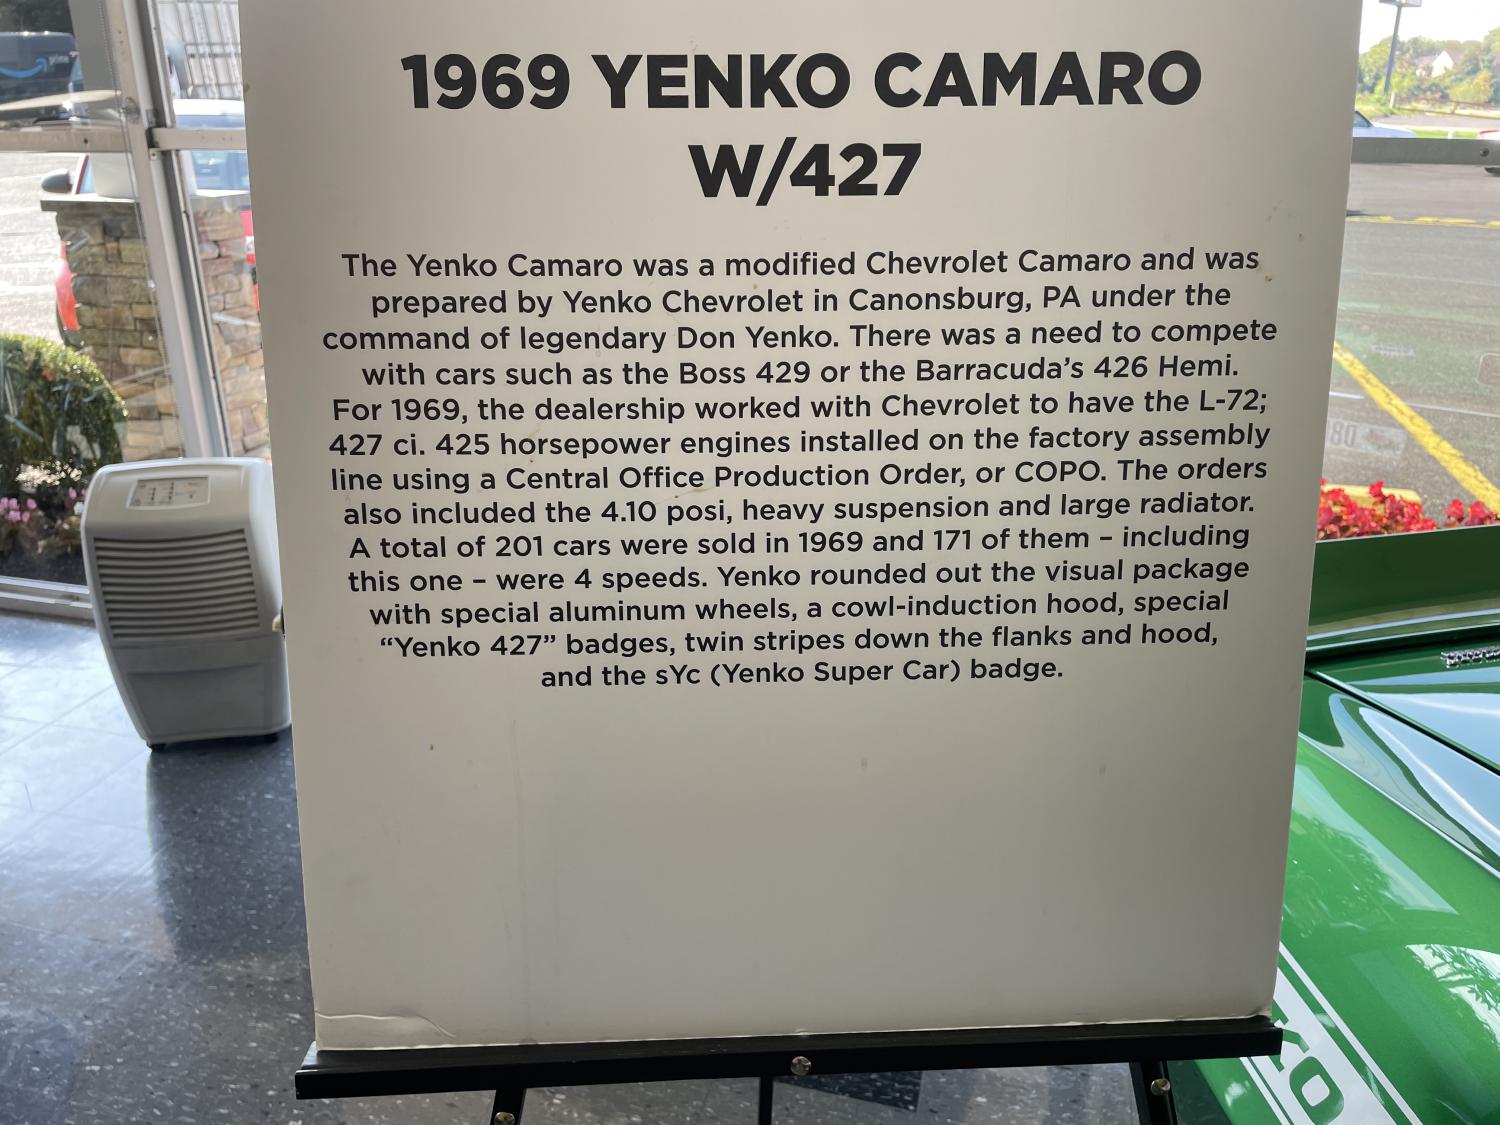 1969 YENKO CAMARO
W/427
The Yenko Camaro was a modified Chevrolet Camaro and was
prepared by Yenko Chevrolet in Canonsburg, PA under the
command of legendary Don Yenko. There was a need to compete
with cars such as the Boss 429 or the Barracuda's 426 Hemi.
For 1969, the dealership worked with Chevrolet to have the L-72;
427 ci. 425 horsepower engines installed on the factory assembly
line using a Central Office Production Order, or COPO. The orders
also included the 4.10 posi, heavy suspension and large radiator.
A total of 201 cars were sold in 1969 and 171 of them – including
this one – were 4 speeds. Yenko rounded out the visual package
with special aluminum wheels, a cowl-induction hood, special
“Yenko 427” badges, twin stripes down the flanks and hood,
and the sYc (Yenko Super Car) badge.